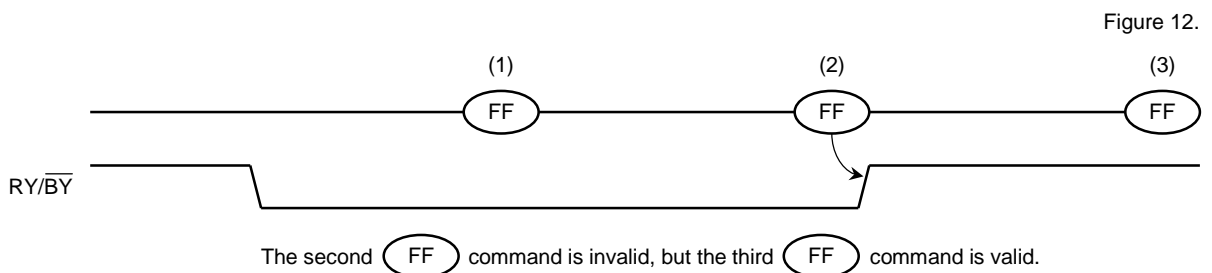 Figure 12.
(1) (2) (3)
FF FF FF
RY/B̅Y̅
The second FF command is invalid, but the third FF command is valid.